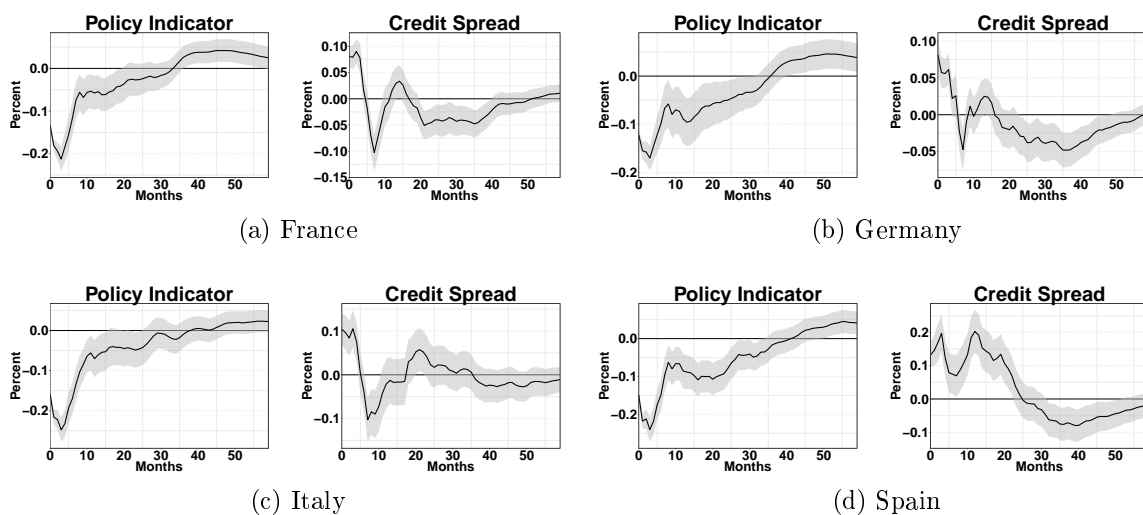 Policy Indicator
Percent
0.0
−0.1
−0.2
0 10 20 30 40 50
Months
Credit Spread
Percent
0.10
0.05
0.00
−0.05
−0.10
−0.15
0 10 20 30 40 50
Months
(a) France
Policy Indicator
Percent
0.0
−0.1
−0.2
0 10 20 30 40 50
Months
Credit Spread
Percent
0.10
0.05
0.00
−0.05
0 10 20 30 40 50
Months
(b) Germany
Policy Indicator
Percent
0.0
−0.1
−0.2
0 10 20 30 40 50
Months
Credit Spread
Percent
0.1
0.0
−0.1
0 10 20 30 40 50
Months
(c) Italy
Policy Indicator
Percent
0.0
−0.1
−0.2
0 10 20 30 40 50
Months
Credit Spread
Percent
0.2
0.1
0.0
−0.1
0 10 20 30 40 50
Months
(d) Spain